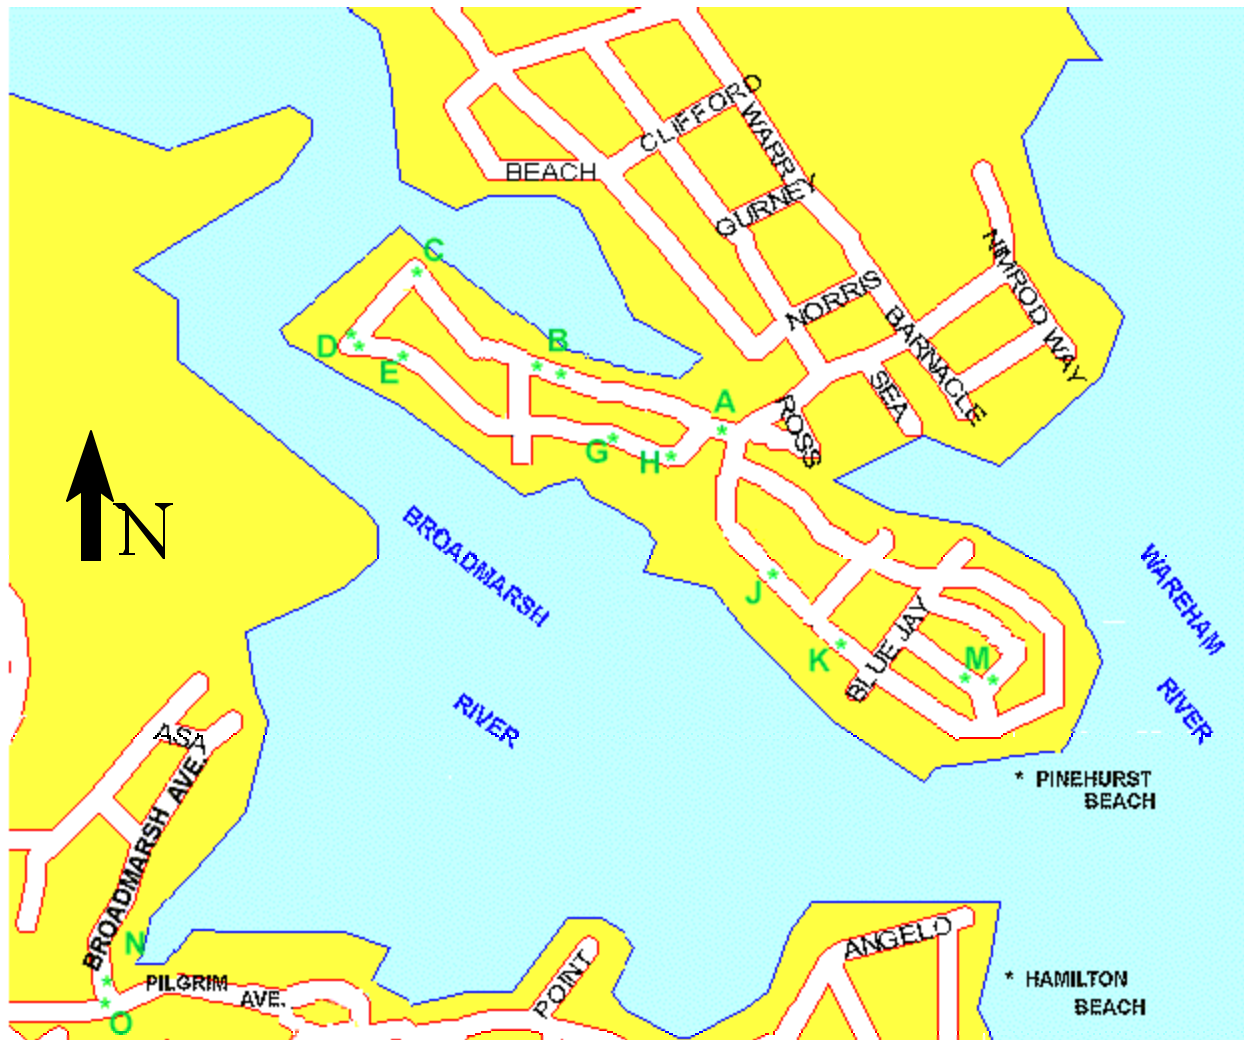 CLIFFORD
WARR
BEACH
GURNEY
NIMROD WAY
C
NORRIS
BARNACLE
D
B
E
SEA
A
ROSS
G
H
N
BROADMARSH
RIVER
WAREHAM
RIVER
J
K
BLUE JAY
M
ASA
BROADMARSH AVE.
* PINEHURST
BEACH
N
PILGRIM
AVE.
O
POINT
ANGELO
* HAMILTON
BEACH